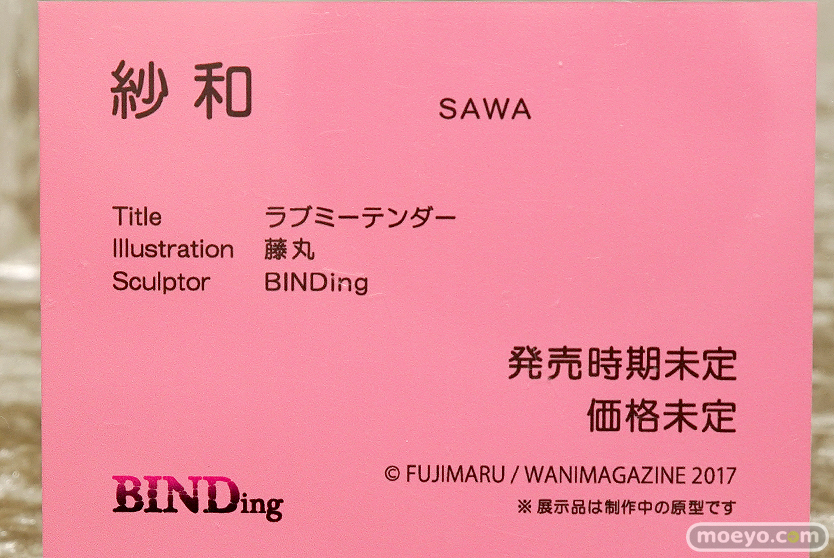 紗和 SAWA
Title ラブミーテンダー
Illustration 藤丸
Sculptor BINDing
発売時期未定
価格未定
© FUJIMARU / WANIMAGAZINE 2017
BINDing
※展示品は制作中の原型です
moeyo.com